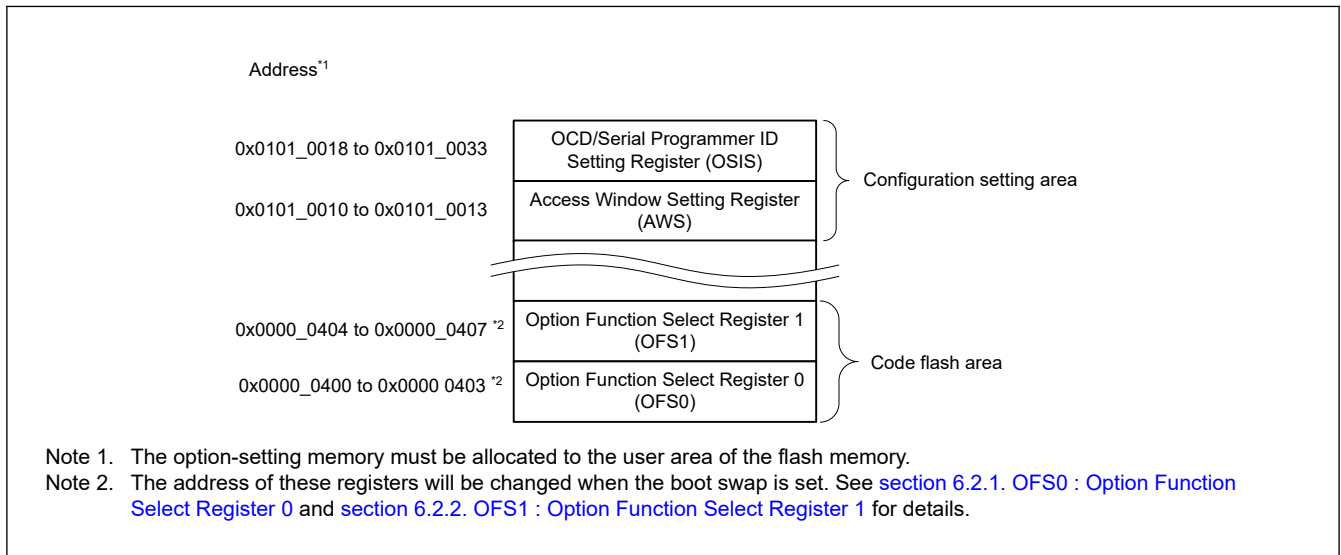 Address*1
0x0101_0018 to 0x0101_0033
OCD/Serial Programmer ID
Setting Register (OSIS)
Configuration setting area
0x0101_0010 to 0x0101_0013
Access Window Setting Register
(AWS)
0x0000_0404 to 0x0000_0407 *2
Option Function Select Register 1
(OFS1)
Code flash area
0x0000_0400 to 0x0000 0403 *2
Option Function Select Register 0
(OFS0)
Note 1. The option-setting memory must be allocated to the user area of the flash memory.
Note 2. The address of these registers will be changed when the boot swap is set. See section 6.2.1. OFS0 : Option Function
Select Register 0 and section 6.2.2. OFS1 : Option Function Select Register 1 for details.